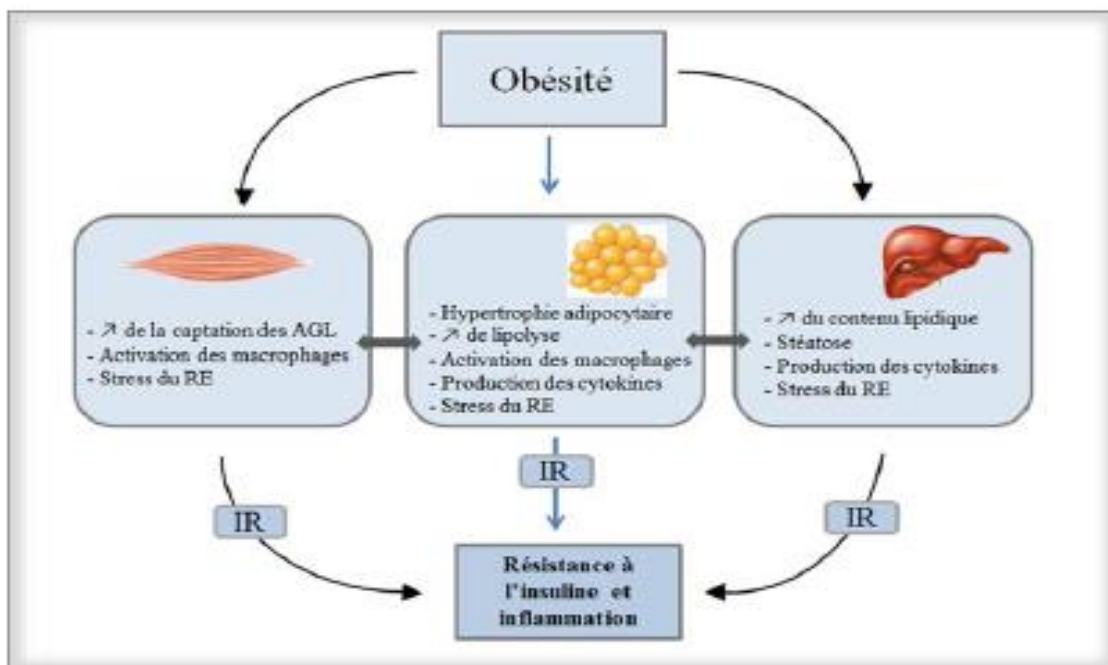 Obésité
- ↗ de la captation des AGL
- Activation des macrophages
- Stress du RE
- Hypertrophie adipocytaire
- ↗ de lipolyse
- Activation des macrophages
- Production des cytokines
- Stress du RE
- ↗ du contenu lipidique
- Stéatose
- Production des cytokines
- Stress du RE
IR
IR
IR
Résistance à
l'insuline et
inflammation